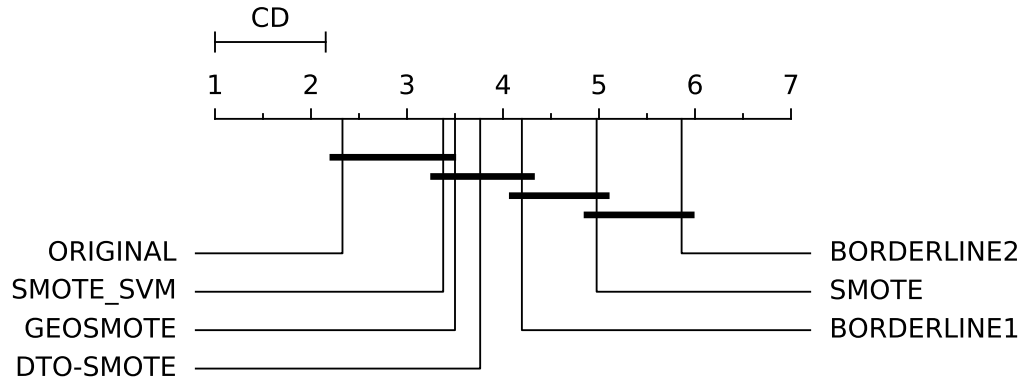 CD
1 2 3 4 5 6 7
ORIGINAL BORDERLINE2
SMOTE_SVM SMOTE
GEOSMOTE BORDERLINE1
DTO-SMOTE